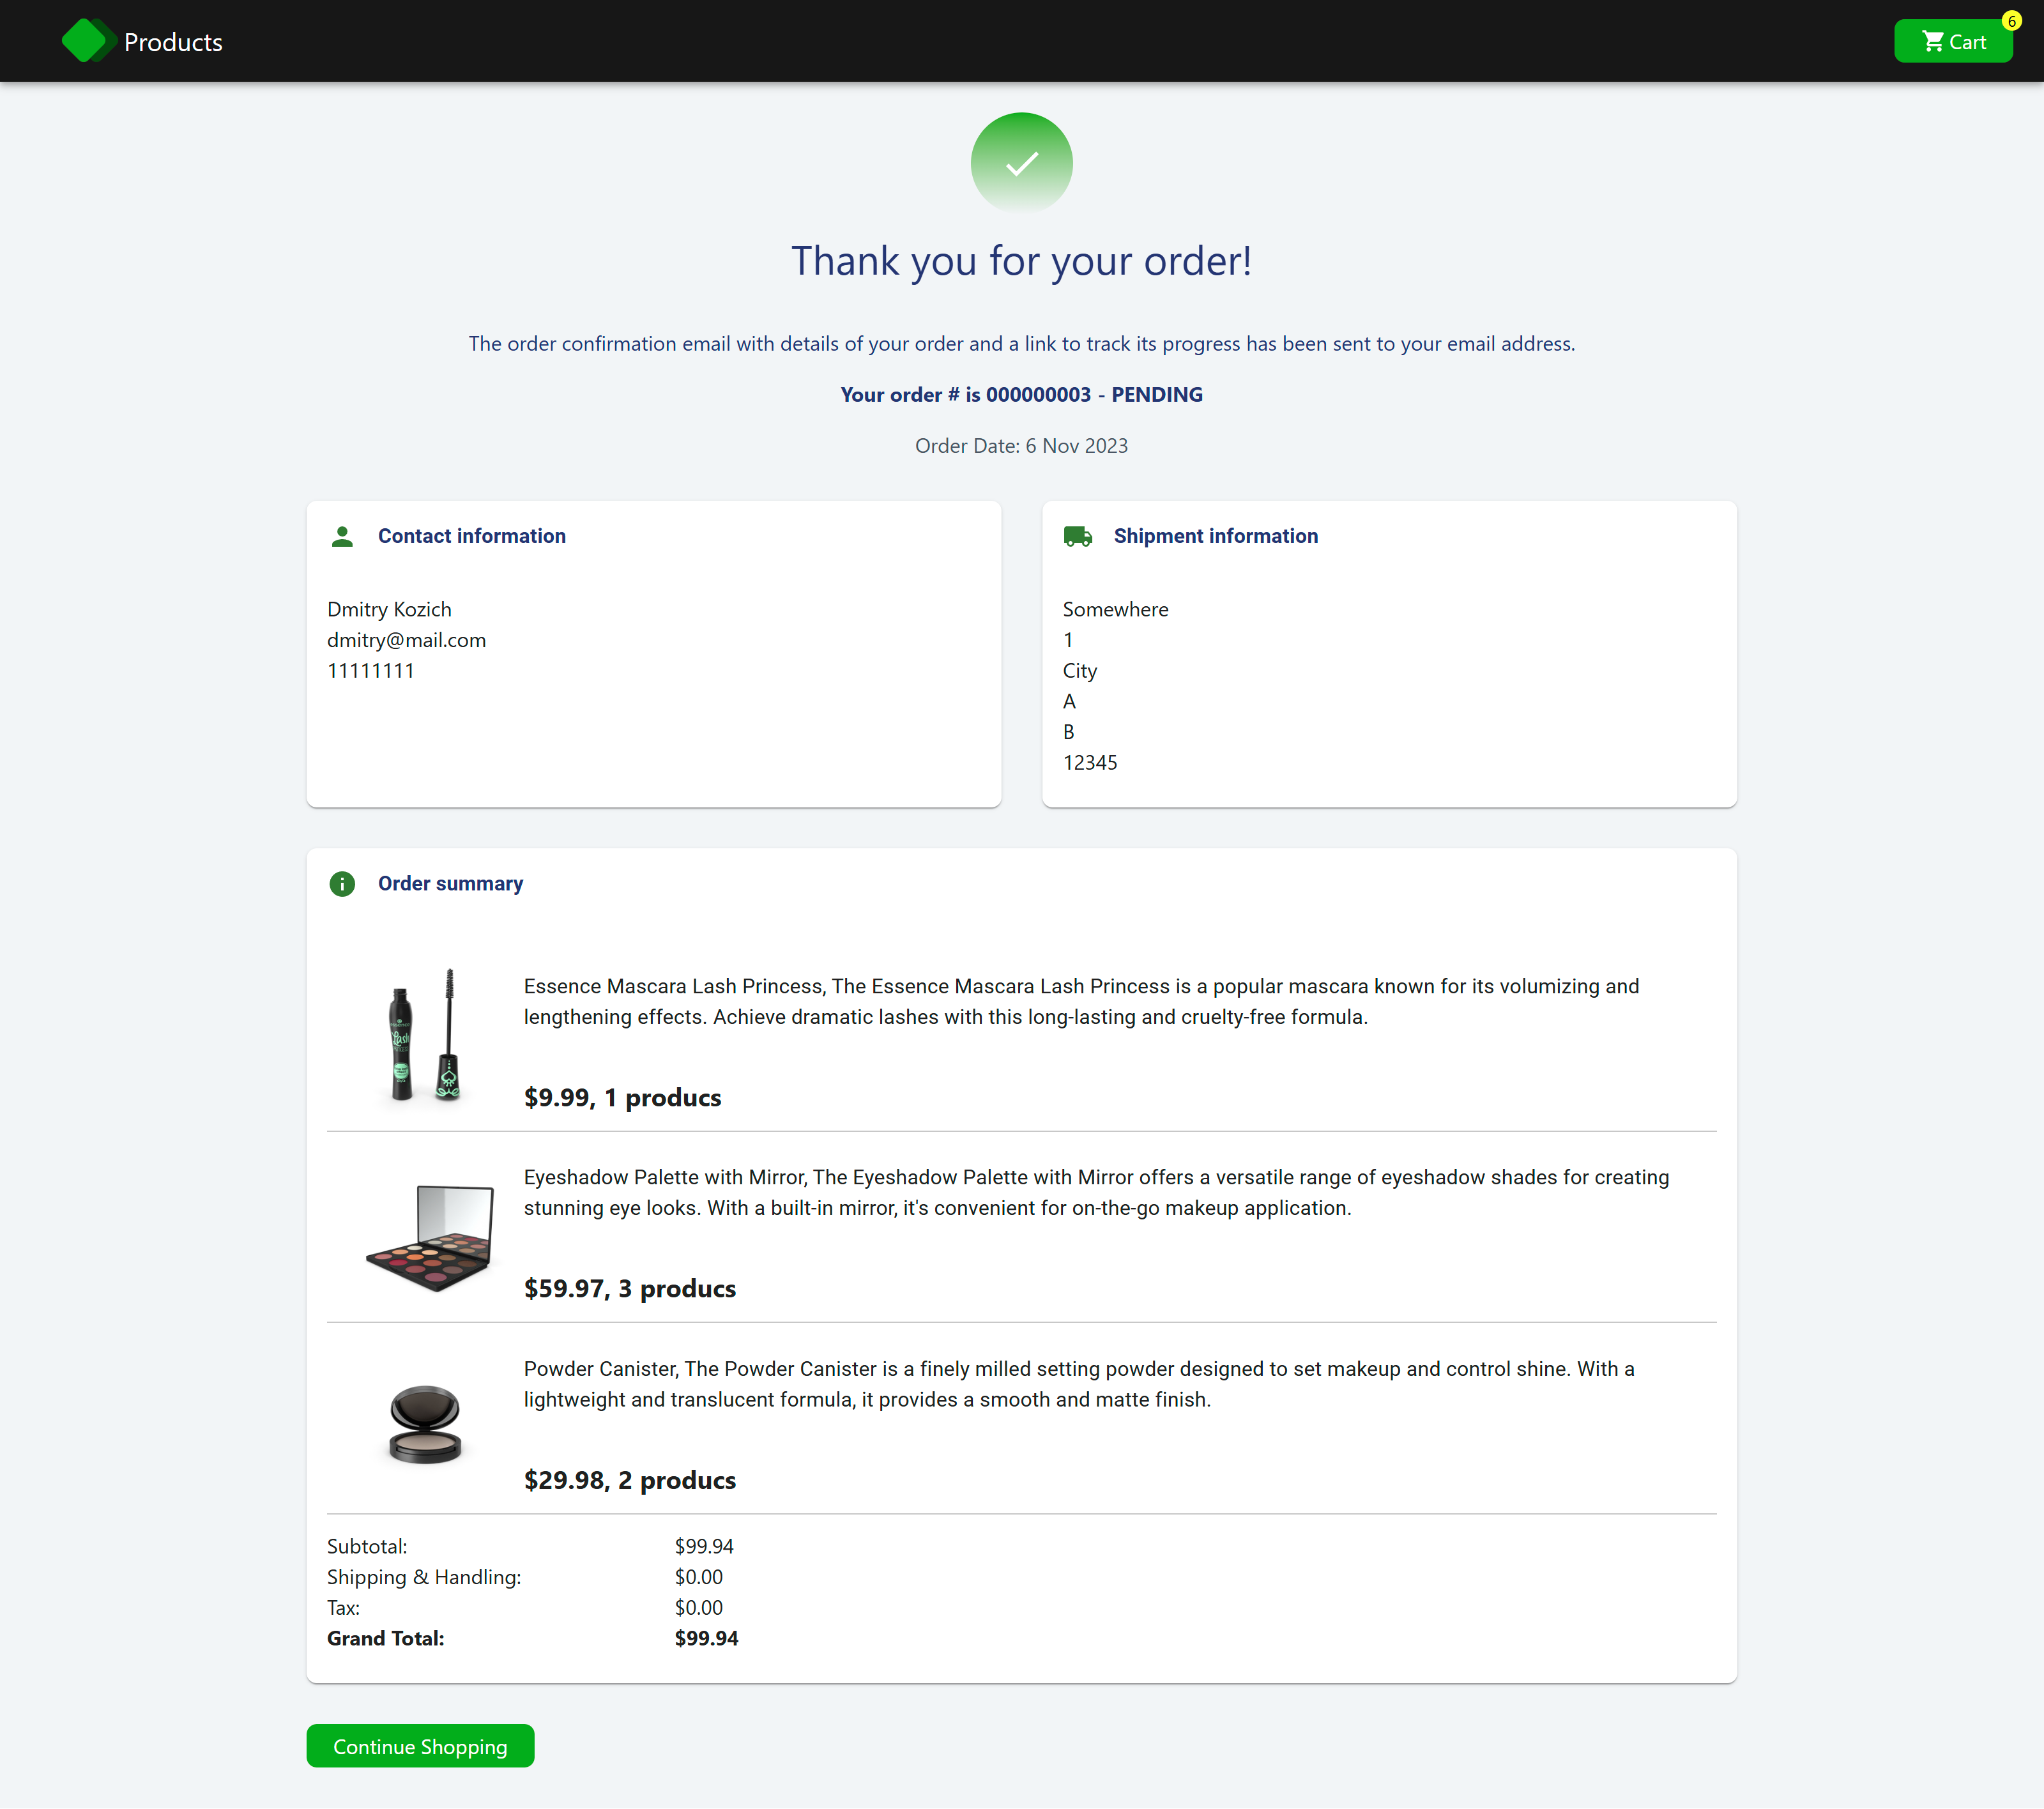 Products
6
Cart
Thank you for your order!
The order confirmation email with details of your order and a link to track its progress has been sent to your email address.
Your order # is 000000003 - PENDING
Order Date: 6 Nov 2023
Contact information
Dmitry Kozich
dmitry@mail.com
11111111
Shipment information
Somewhere
1
City
A
B
12345
Order summary
Essence Mascara Lash Princess, The Essence Mascara Lash Princess is a popular mascara known for its volumizing and
lengthening effects. Achieve dramatic lashes with this long-lasting and cruelty-free formula.
Lash
$9.99, 1 producs
Eyeshadow Palette with Mirror, The Eyeshadow Palette with Mirror offers a versatile range of eyeshadow shades for creating
stunning eye looks. With a built-in mirror, it's convenient for on-the-go makeup application.
$59.97, 3 producs
Powder Canister, The Powder Canister is a finely milled setting powder designed to set makeup and control shine. With a
lightweight and translucent formula, it provides a smooth and matte finish.
$29.98, 2 producs
Subtotal: $99.94
Shipping & Handling: $0.00
Tax: $0.00
Grand Total: $99.94
Continue Shopping